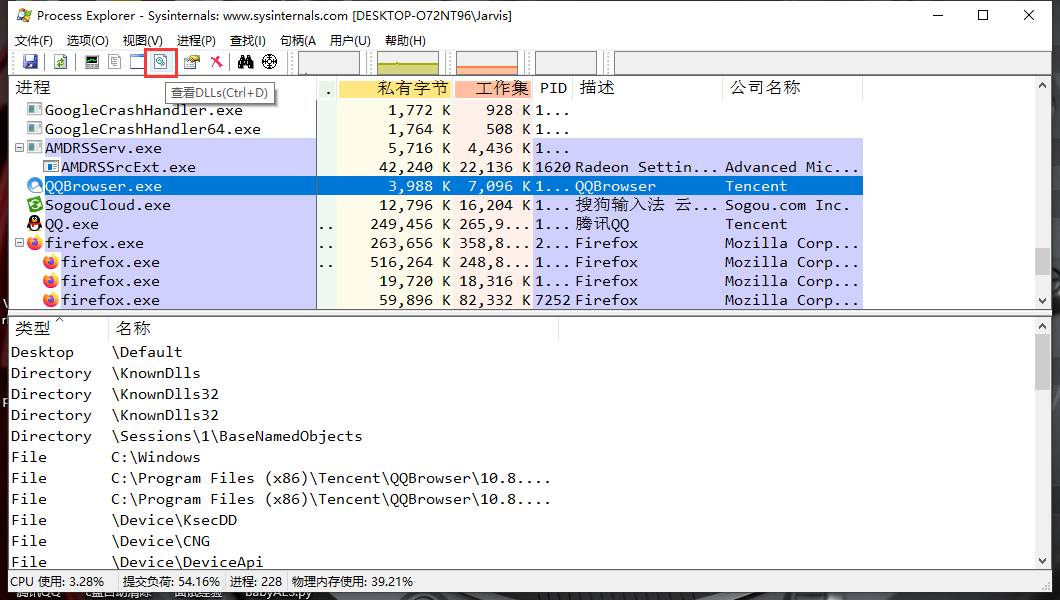 Process Explorer - Sysinternals: www.sysinternals.com [DESKTOP-O72NT96\Jarvis]
文件(F) 选项(O) 视图(V) 进程(P) 查找(I) 句柄(A 用户(U) 帮助(H)
查看DLLs(Ctrl+D)
进程 . 私有字节 工作集 PID 描述 公司名称
GoogleCrashHandler.exe 1,772 K 928 K 1...
GoogleCrashHandler64.exe 1,764 K 508 K 1...
AMDRSServ.exe 5,716 K 4,436 K 1...
AMDRSSrcExt.exe 42,240 K 22,136 K 1620 Radeon Settin... Advanced Mic...
QQBrowser.exe 3,988 K 7,096 K 1... QQBrowser Tencent
SogouCloud.exe 12,796 K 16,204 K 1... 搜狗输入法 云... Sogou.com Inc.
QQ.exe .. 249,456 K 265,9... 1... 腾讯QQ Tencent
firefox.exe .. 263,656 K 358,8... 2... Firefox Mozilla Corp...
firefox.exe .. 516,264 K 248,8... 1... Firefox Mozilla Corp...
firefox.exe 19,720 K 18,316 K 1... Firefox Mozilla Corp...
firefox.exe 59,896 K 82,332 K 7252 Firefox Mozilla Corp...
类型 名称
Desktop \Default
Directory \KnownDlls
Directory \KnownDlls32
Directory \KnownDlls32
Directory \Sessions\1\BaseNamedObjects
File C:\Windows
File C:\Program Files (x86)\Tencent\QQBrowser\10.8....
File C:\Program Files (x86)\Tencent\QQBrowser\10.8....
File \Device\KsecDD
File \Device\CNG
File \Device\DeviceApi
CPU 使用: 3.28% 提交负荷: 54.16% 进程: 228 物理内存使用: 39.21%